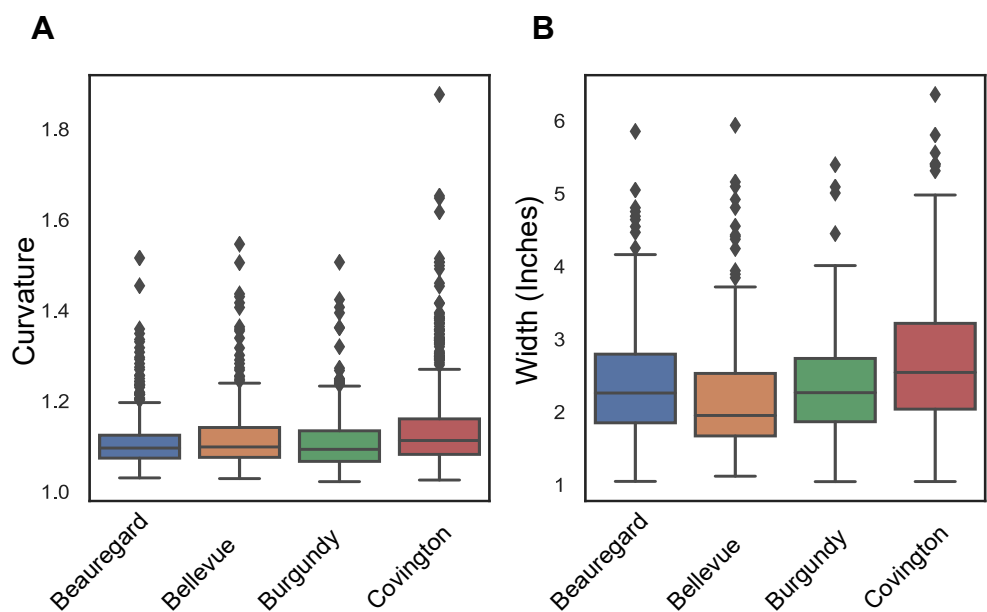 A
Curvature
1.8
1.6
1.4
1.2
1.0
Beauregard
Bellevue
Burgundy
Covington
B
Width (Inches)
6
5
4
3
2
1
Beauregard
Bellevue
Burgundy
Covington